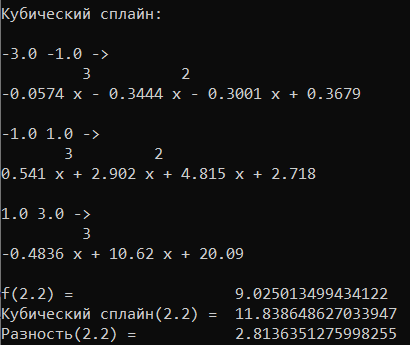 Кубический сплайн:
-3.0 -1.0 ->
3 2
-0.0574 x - 0.3444 x - 0.3001 x + 0.3679
-1.0 1.0 ->
3 2
0.541 x + 2.902 x + 4.815 x + 2.718
1.0 3.0 ->
3
-0.4836 x + 10.62 x + 20.09
f(2.2) = 9.025013499434122
Кубический сплайн(2.2) = 11.838648627033947
Разность(2.2) = 2.8136351275998255